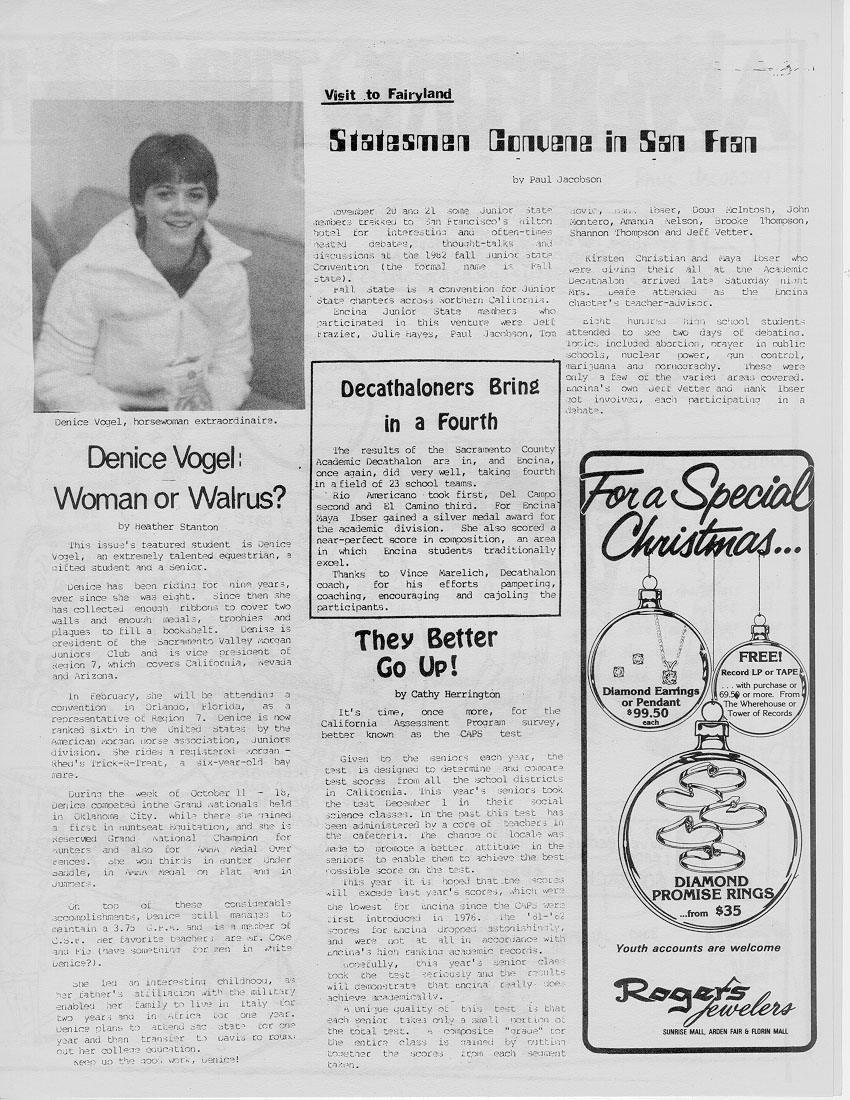 Visit to Fairyland
Statesmen Convene in San Fran
by Paul Jacobson
November 20 and 21 some Junior State
members trekked to San Francisco's Hilton
hotel for interesting and often-times
heated debates, thought-talks and
discussions at the 1982 fall Junior State
Convention (the formal name is Fall
State).
Fall State is a convention for Junior
State chapters across Northern California.
Encina Junior State members who
participated in this venture were Jeff
Frazier, Julie Hayes, Paul Jacobson, Tom
Ibser, Doug McIntosh, John
Montero, Amanda Nelson, Brooke Thompson,
Shannon Thompson and Jeff Vetter.
Kirsten Christian and Maya Ibser who
were giving their all at the Academic
Decathalon arrived late Saturday night
Mrs. Leafe attended as the Encina
chapter's teacher-advisor.
Eight hundred high school students
attended to see two days of debating.
Topics included abortion, prayer in public
schools, nuclear power, gun control,
marijuana and pornography. These were
only a few of the varied areas covered.
Encina's own Jeff Vetter and Hank Ibser
got involved, each participating in a
debate.
Denice Vogel, horsewoman extraordinaire.
Denice Vogel:
Woman or Walrus?
by Heather Stanton
This issue's featured student is Denice
Vogel, an extremely talented equestrian, a
gifted student and a Senior.
Denice has been riding for nine years,
ever since she was eight. Since then she
has collected enough ribbons to cover two
walls and enough medals, trophies and
plaques to fill a bookshelf. Denise is
president of the Sacramento Valley Morgan
Juniors Club and is vice president of
Region 7, which covers California, Nevada
and Arizona.
In February, she will be attending a
convention in Orlando, Florida, as a
representative of Region 7. Denice is now
ranked sixth in the United States by the
American Morgan Horse Association, Juniors
division. She rides a registered Morgan -
Rhed's Trick-R-Treat, a six-year-old bay
mare.
During the week of October 11 - 18,
Denice competed inthe Grand Nationals held
in Oklahoma City. While there she gained
a first in Huntseat Equitation, and she is
Reserved Grand National Champion for
Hunters and also for AMHA Medal Over
Fences. She won thirds in Hunter Under
Saddle, in AMHA Medal on Flat and in
Jumpers.
On top of these considerable
accomplishments, Denice still manages to
maintain a 3.75 G.P.A. and is a member of
C.S.F. Her favorite teachers are Mr. Coke
and Pio (have something for men in white
Denice?).
She led an interesting childhood, as
her father's affiliation with the military
enabled her family to live in Italy for
two years and in Africa for one year.
Denice plans to attend Sac State for one
year and then transfer to Davis to round
out her college education.
Keep up the good work, Denice!
Decathaloners Bring
in a Fourth
The results of the Sacramento County
Academic Decathalon are in, and Encina,
once again, did very well, taking fourth
in a field of 23 school teams.
Rio Americano took first, Del Campo
second and El Camino third. For Encina
Maya Ibser gained a silver medal award for
the academic division. She also scored a
near-perfect score in composition, an area
in which Encina students traditionally
excel.
Thanks to Vince Marelich, Decathalon
coach, for his efforts pampering,
coaching, encouraging and cajoling the
participants.
They Better
Go Up!
by Cathy Herrington
It's time, once more, for the
California Assessment Program survey,
better known as the CAPS test
Given to the seniors each year, the
test is designed to determine and compare
test scores from all the school districts
in California. This year's seniors took
the test December 1 in their social
science classes. In the past this test has
been administered by a core of teachers in
the cafeteria. The change of locale was
made to promote a better attitude in the
seniors to enable them to achieve the best
possible score on the test.
This year it is hoped that the scores
will excede last year's scores, which were
the lowest for Encina since the CAPS were
first introduced in 1976. The '81-'82
scores for Encina dropped astonishingly,
and were not at all in accordance with
Encina's high ranking academic records.
Hopefully, this year's senior class
took the test seriously and the results
will demonstrate that Encina really does
achieve academically.
A unique quality of this test is that
each senior takes only a small portion of
the total test. A composite "grade" for
the entire class is gained by putting
together the scores from each segment
taken.
For a Special
Christmas...
Diamond Earrings
or Pendant
$99.50
each
FREE!
Record LP or TAPE
. . . with purchase or
69.50 or more. From
The Wherehouse or
Tower of Records
DIAMOND
PROMISE RINGS
...from $35
Youth accounts are welcome
Rogers
Jewelers
SUNRISE MALL, ARDEN FAIR & FLORIN MALL